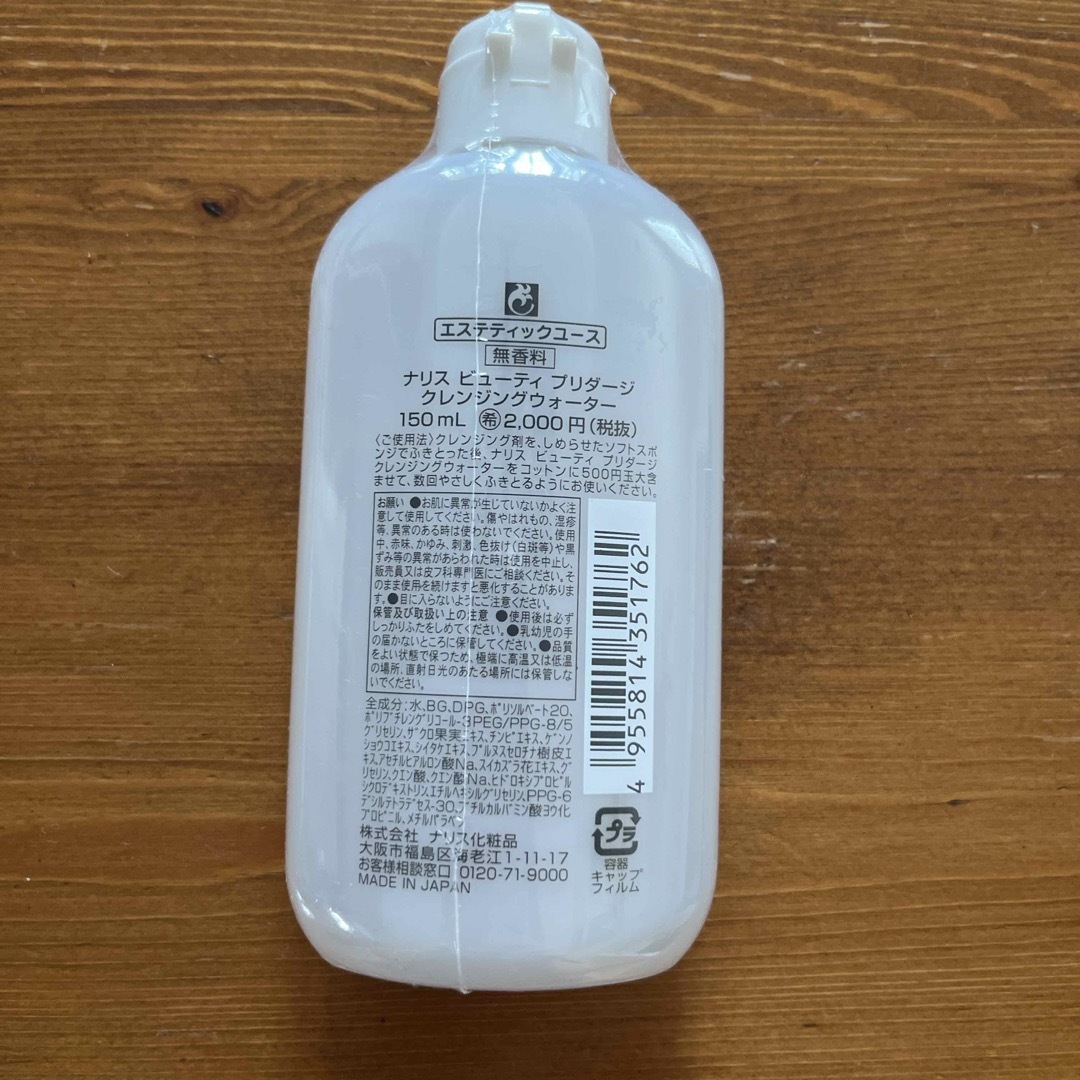 エステティックユース
無香料
ナリス ビューティ プリダージ
クレンジングウォーター
150mL ㊓2,000円(税抜)
〈ご使用法〉クレンジング剤を、しめらせたソフトスポ
ンジでふきとった後、ナリス ビューティ プリダージ
クレンジングウォーターをコットンに500円玉大含
ませて、数回やさしくふきとるようにお使いください。
お願い ●お肌に異常が生じていないかよく注
意して使用してください。傷やはれもの、湿疹
等、異常のある時は使わないでください。使用
中、赤味、かゆみ、刺激、色抜け(白斑等)や黒
ずみ等の異常があらわれた時は使用を中止し、
販売員又は皮フ科専門医にご相談ください。そ
のまま使用を続けますと悪化することがありま
す。●目に入らないようにご注意ください。
保管及び取扱い上の注意 ●使用後は必ず
しっかりふたをしめてください。●乳幼児の手
の届かないところに保管してください。●品質
をよい状態で保つため、極端に高温又は低温
の場所、直射日光のあたる場所には保管しな
いでください。
全成分:水、BG、DPG、ポリソルベート20、
ポリブチレングリコール-3PEG/PPG-8/5
グリセリン、ザクロ果実エキス、チンピエキス、ゲンノ
ショウコエキス、シイタケエキス、プルヌスセロチナ樹皮エ
キス、アセチルヒアルロン酸Na、スイカズラ花エキス、グ
リセリン、クエン酸、クエン酸Na、ヒドロキシプロピル
シクロデキストリン、エチルヘキシルグリセリン、PPG-6
デシルテトラデセス-30、ブチルカルバミン酸ヨウ化
プロピニル、メチルパラベン
株式会社 ナリス化粧品
大阪市福島区海老江1-11-17
お客様相談窓口 0120-71-9000
MADE IN JAPAN
4 955814 351762
プラ
容器
キャップ
フィルム